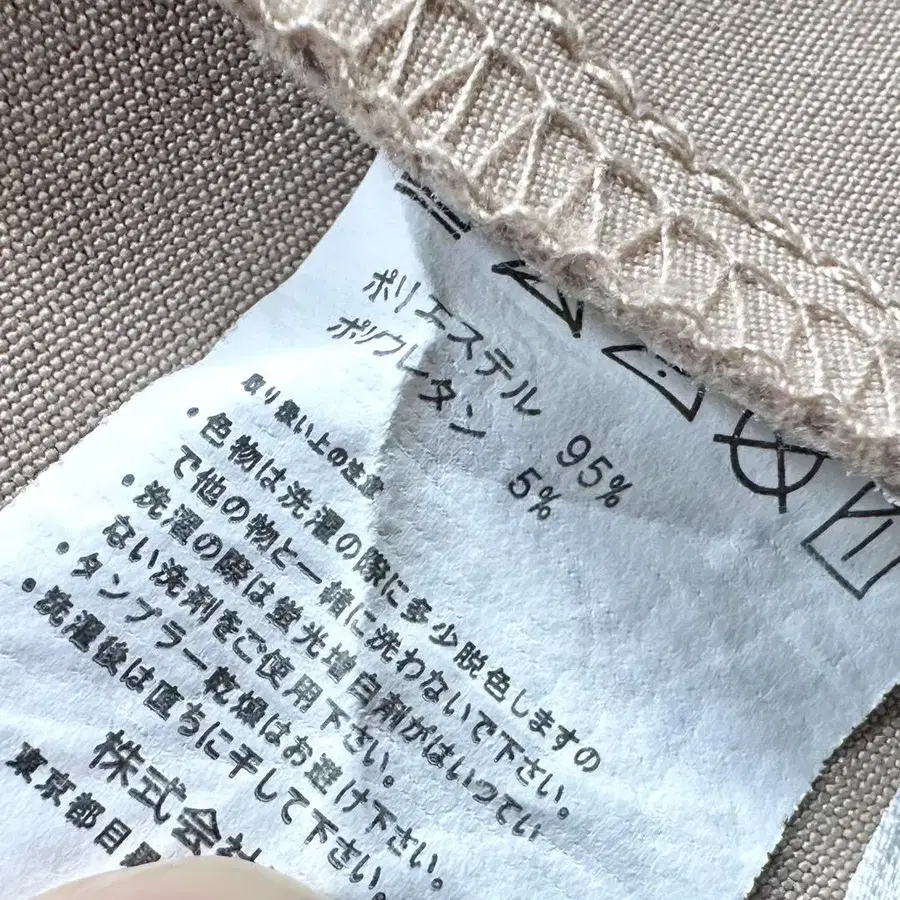 ポリエステル 95%
ポリウレタン 5%
取り扱い上の注意
・色物は洗濯の際に多少脱色しますの
で他の物と一緒に洗わないで下さい。
・洗濯の際は蛍光増白剤がはいってい
ない洗剤をご使用下さい。
・タンブラー乾燥はお避け下さい。
・洗濯後は直ちに干して下さい。
株式会社
東京都目